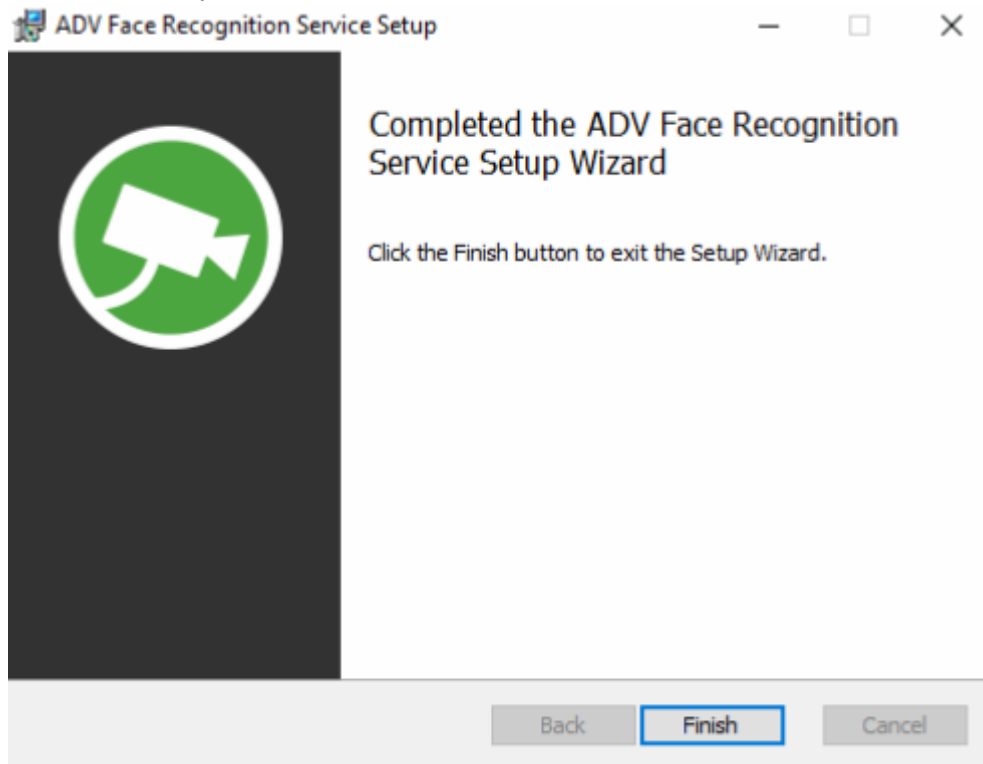 ADV Face Recognition Service Setup
Completed the ADV Face Recognition
Service Setup Wizard
Click the Finish button to exit the Setup Wizard.
Back Finish Cancel